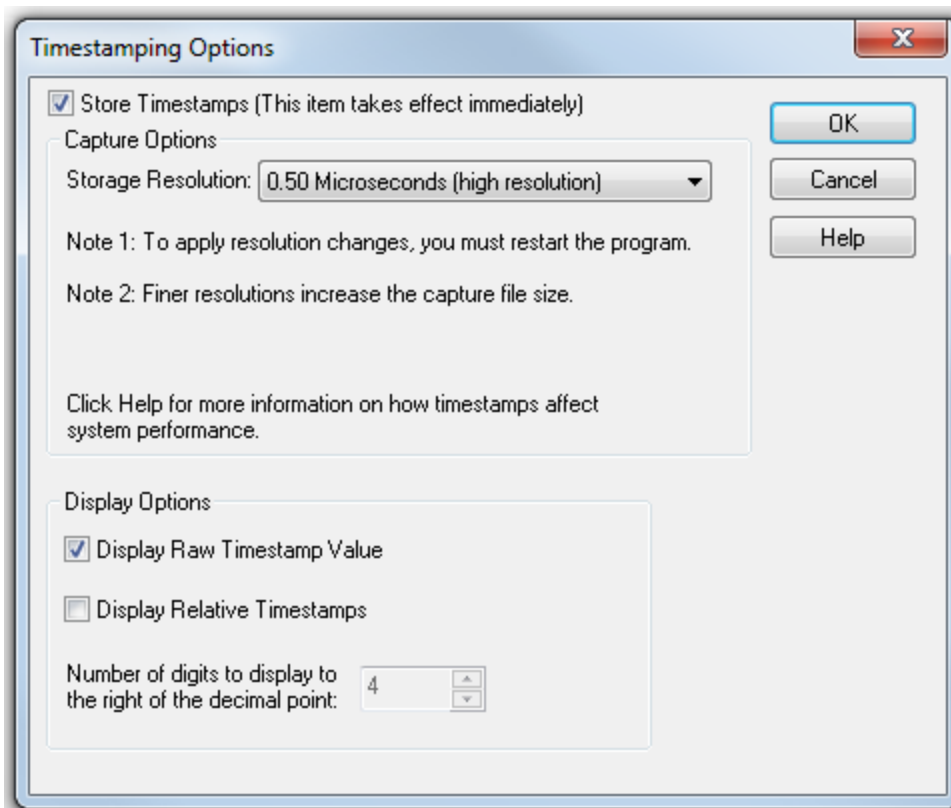 Timestamping Options
Store Timestamps (This item takes effect immediately)
Capture Options
Storage Resolution: 0.50 Microseconds (high resolution)
Note 1: To apply resolution changes, you must restart the program.
Note 2: Finer resolutions increase the capture file size.
Click Help for more information on how timestamps affect
system performance.
OK
Cancel
Help
Display Options
Display Raw Timestamp Value
Display Relative Timestamps
Number of digits to display to
the right of the decimal point: 4